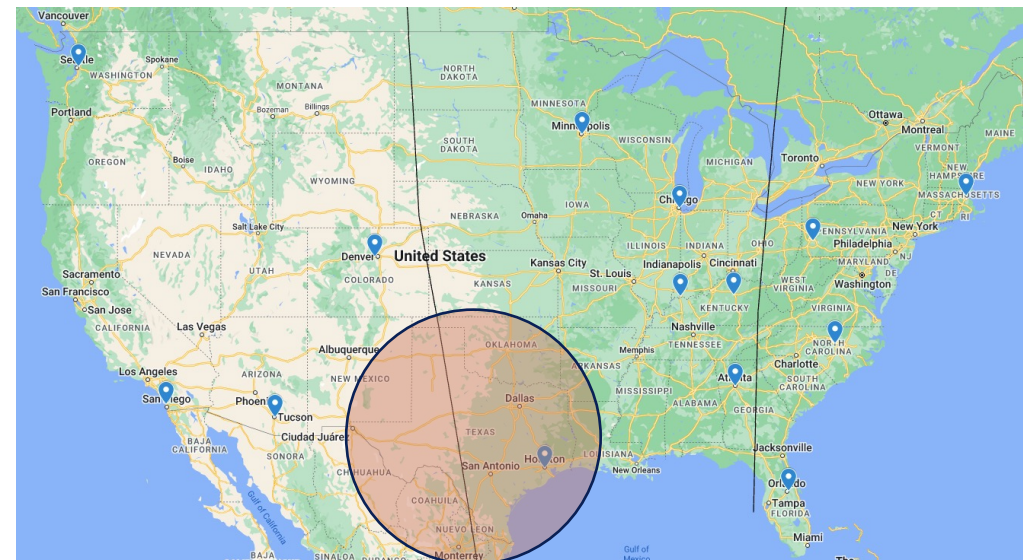 Vancouver
Seattle
Spokane
WASHINGTON
Portland
MONTANA
Bozeman
Billings
NORTH
DAKOTA
MINNESOTA
Minneapolis
WISCONSIN
MICHIGAN
Ottawa
Montreal
MAINE
Toronto
VERMONT
NEW
HAMPSHIRE
MASSACHUSETTS
CT
RI
NEW YORK
OREGON
Boise
IDAHO
WYOMING
SOUTH
DAKOTA
IOWA
Chicago
NEBRASKA
Omaha
Salt Lake City
NEVADA
UTAH
Denver
United States
COLORADO
KANSAS
Kansas City
St. Louis
MISSOURI
ILLINOIS
INDIANA
OHIO
Indianapolis
Cincinnati
PENNSYLVANIA
New York
Philadelphia
NJ
MARYLAND
DE
Washington
WEST
VIRGINIA
VIRGINIA
KENTUCKY
Sacramento
San Francisco
San Jose
CALIFORNIA
Las Vegas
Los Angeles
San Diego
ARIZONA
Phoenix
Tucson
Albuquerque
NEW MEXICO
OKLAHOMA
ARKANSAS
Memphis
Nashville
TENNESSEE
NORTH
CAROLINA
Charlotte
SOUTH
CAROLINA
Atlanta
MISSISSIPPI
ALABAMA
GEORGIA
Dallas
TEXAS
Ciudad Juárez
BAJA
CALIFORNIA
SONORA
CHIHUAHUA
San Antonio
Houston
LOUISIANA
New Orleans
Jacksonville
Orlando
Tampa
FLORIDA
Miami
COAHUILA
NUEVO LEON
Monterrey
Gulf of
California
BAJA
SINALOA
DURANGO
Gulf of
Mexico
The